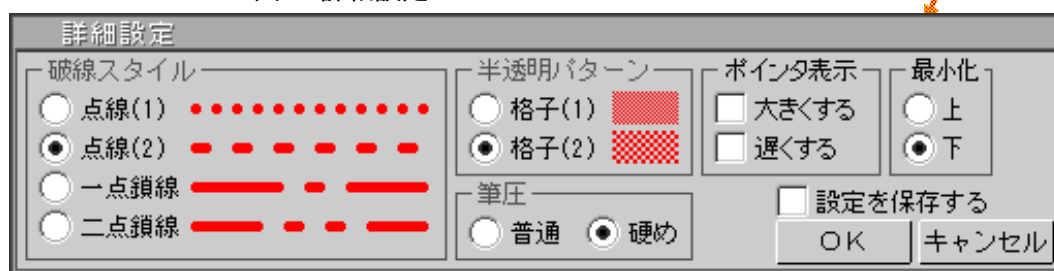 詳細設定
破線スタイル
点線(1)
点線(2)
一点鎖線
二点鎖線
半透明パターン
格子(1)
格子(2)
筆圧
普通 硬め
ポインタ表示
大きくする
遅くする
最小化
上
下
設定を保存する
OK キャンセル